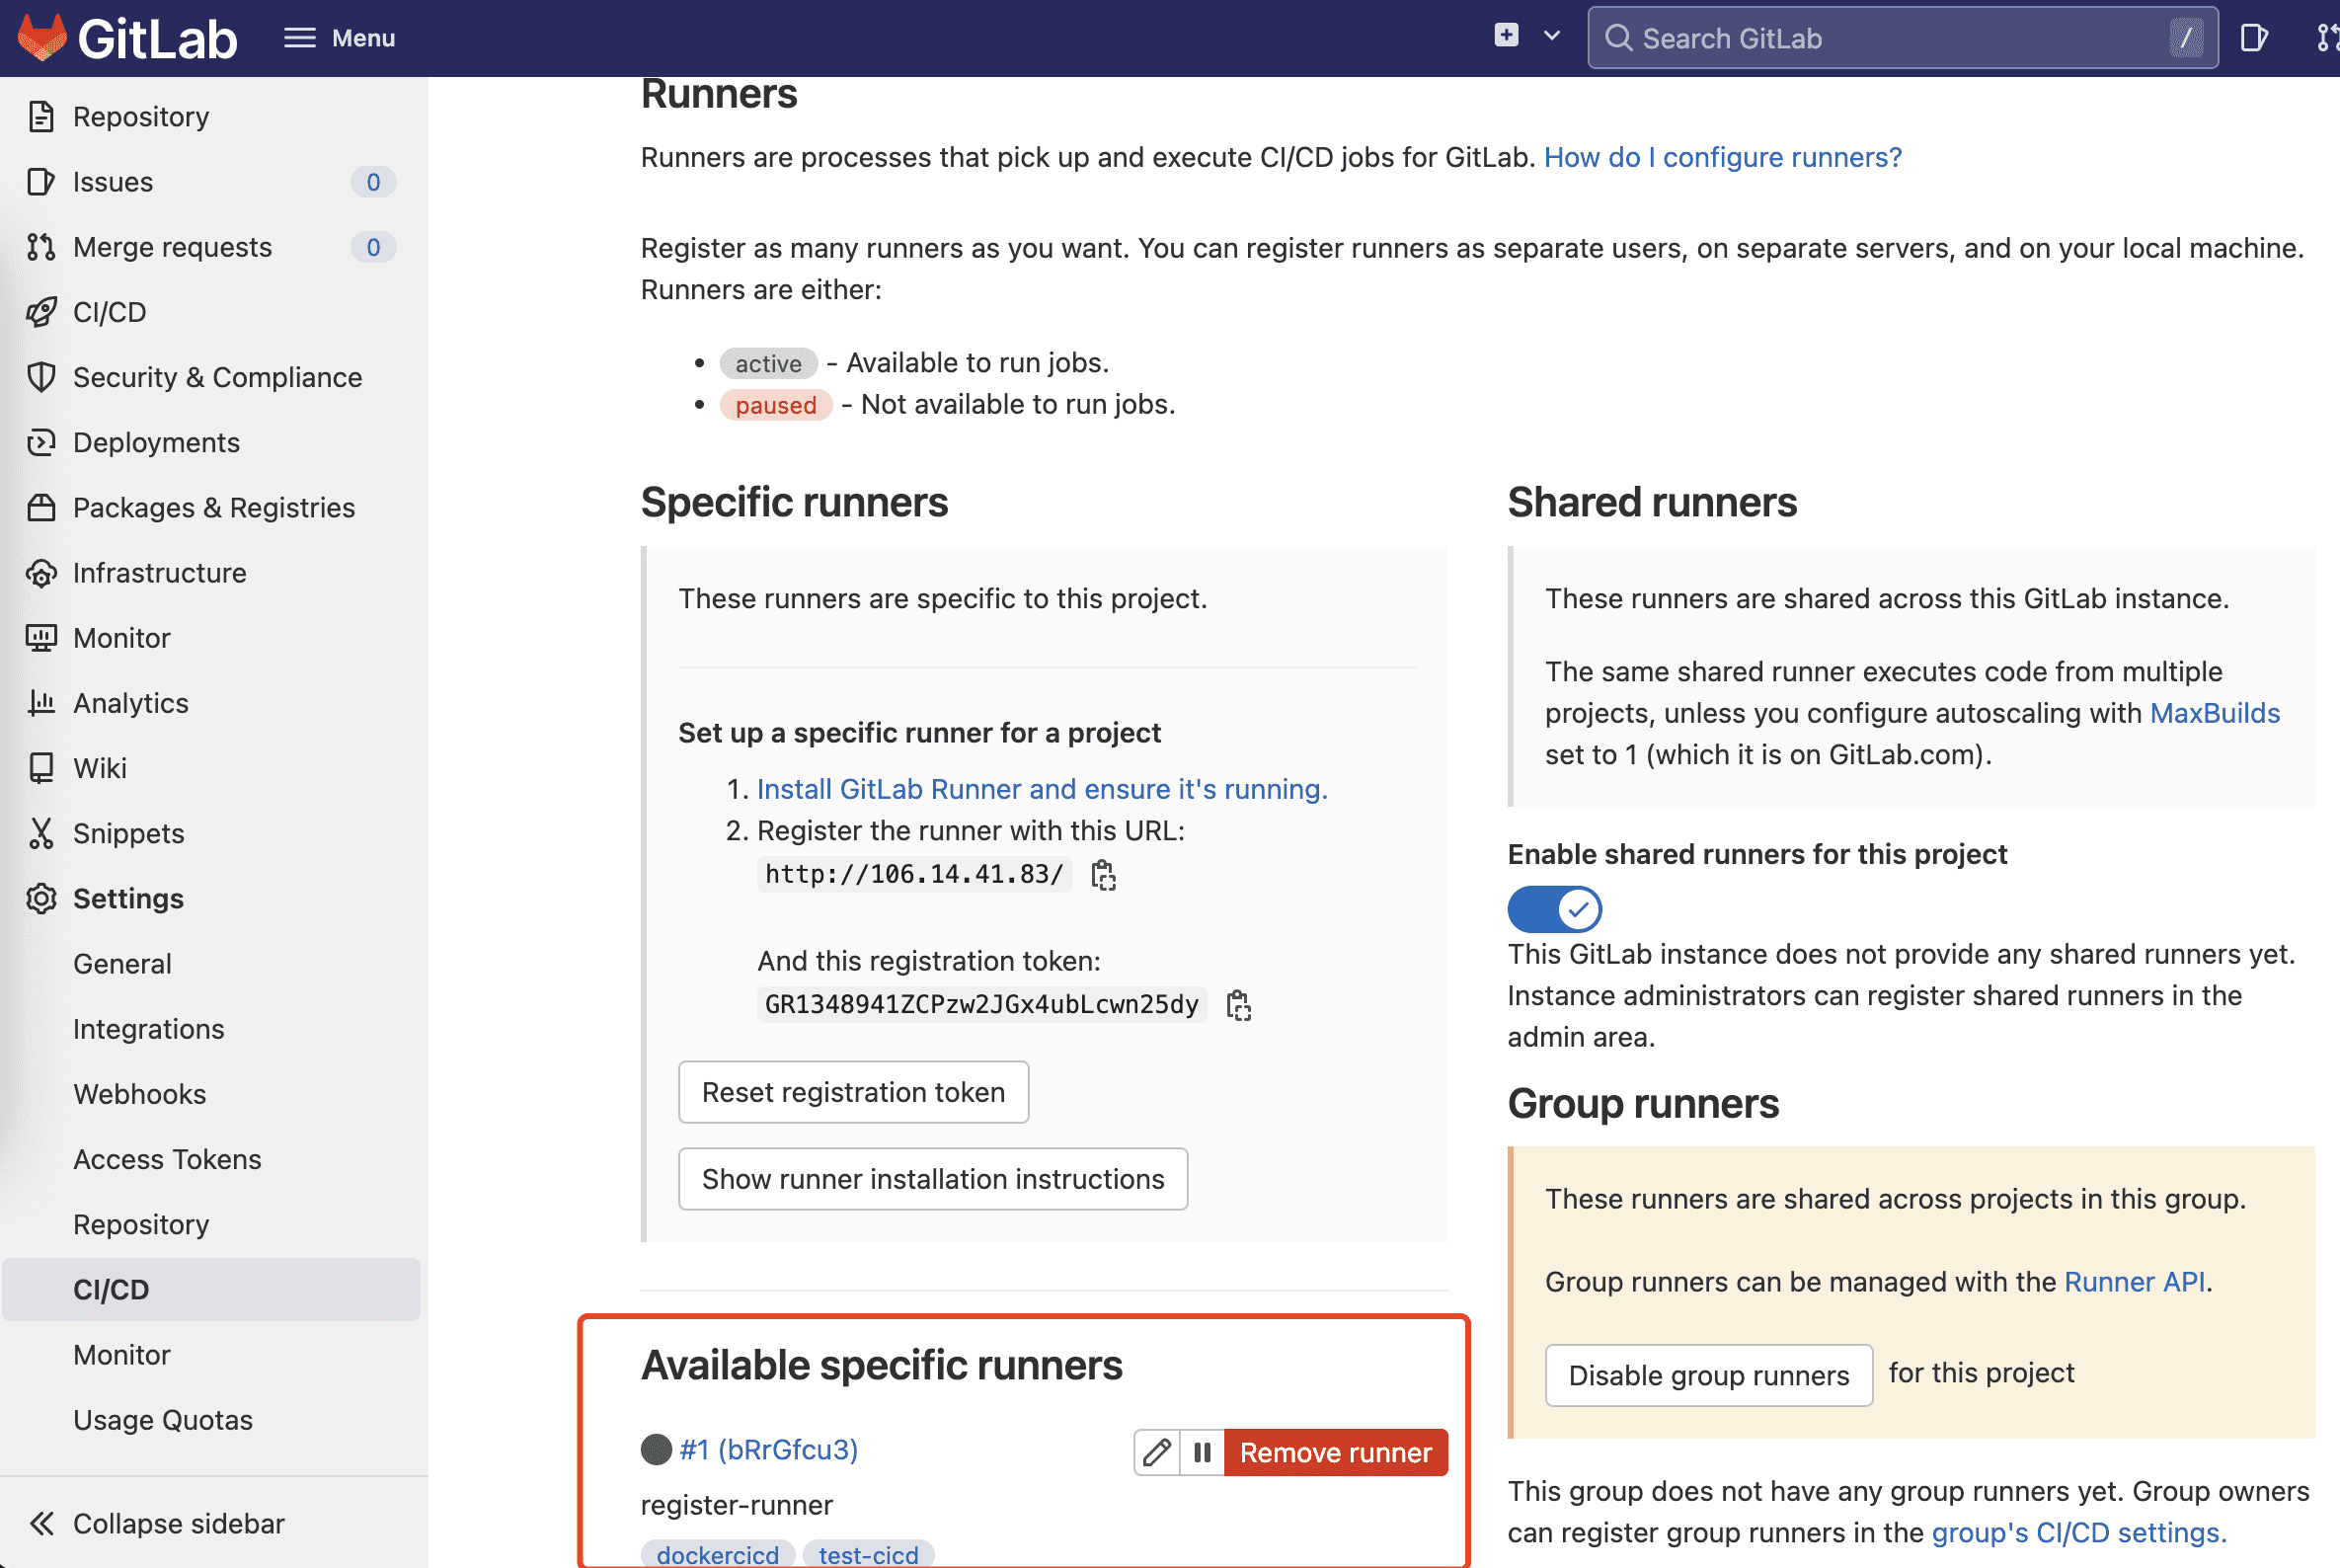 GitLab
Menu
Search GitLab
/
Repository
Issues
0
Merge requests
0
CI/CD
Security & Compliance
Deployments
Packages & Registries
Infrastructure
Monitor
Analytics
Wiki
Snippets
Settings
General
Integrations
Webhooks
Access Tokens
Repository
CI/CD
Monitor
Usage Quotas
Collapse sidebar
Runners
Runners are processes that pick up and execute CI/CD jobs for GitLab. How do I configure runners?
Register as many runners as you want. You can register runners as separate users, on separate servers, and on your local machine.
Runners are either:
active - Available to run jobs.
paused - Not available to run jobs.
Specific runners
These runners are specific to this project.
Set up a specific runner for a project
1. Install GitLab Runner and ensure it's running.
2. Register the runner with this URL:
http://106.14.41.83/
And this registration token:
GR1348941ZCPzw2JGx4ubLcwn25dy
Reset registration token
Show runner installation instructions
Available specific runners
#1 (bRrGfcu3)
Remove runner
register-runner
dockercicd test-cicd
Shared runners
These runners are shared across this GitLab instance.
The same shared runner executes code from multiple
projects, unless you configure autoscaling with MaxBuilds
set to 1 (which it is on GitLab.com).
Enable shared runners for this project
This GitLab instance does not provide any shared runners yet.
Instance administrators can register shared runners in the
admin area.
Group runners
These runners are shared across projects in this group.
Group runners can be managed with the Runner API.
Disable group runners for this project
This group does not have any group runners yet. Group owners
can register group runners in the group's CI/CD settings.